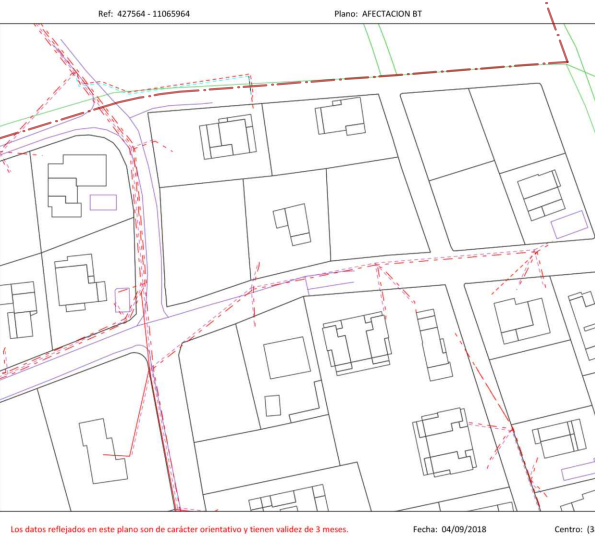 Ref: 427564 - 11065964 Plano: AFECTACION BT
Los datos reflejados en este plano son de carácter orientativo y tienen validez de 3 meses. Fecha: 04/09/2018 Centro: (3